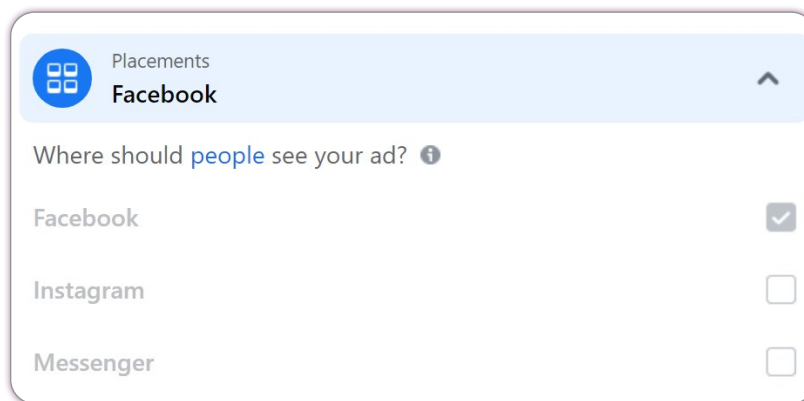 Placements
Facebook
Where should people see your ad?
Facebook
Instagram
Messenger